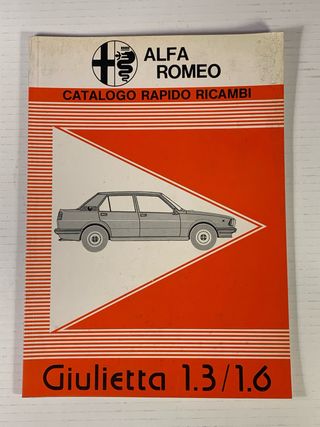 ALFA
ROMEO
CATALOGO RAPIDO RICAMBI
Giulietta 1.3/1.6